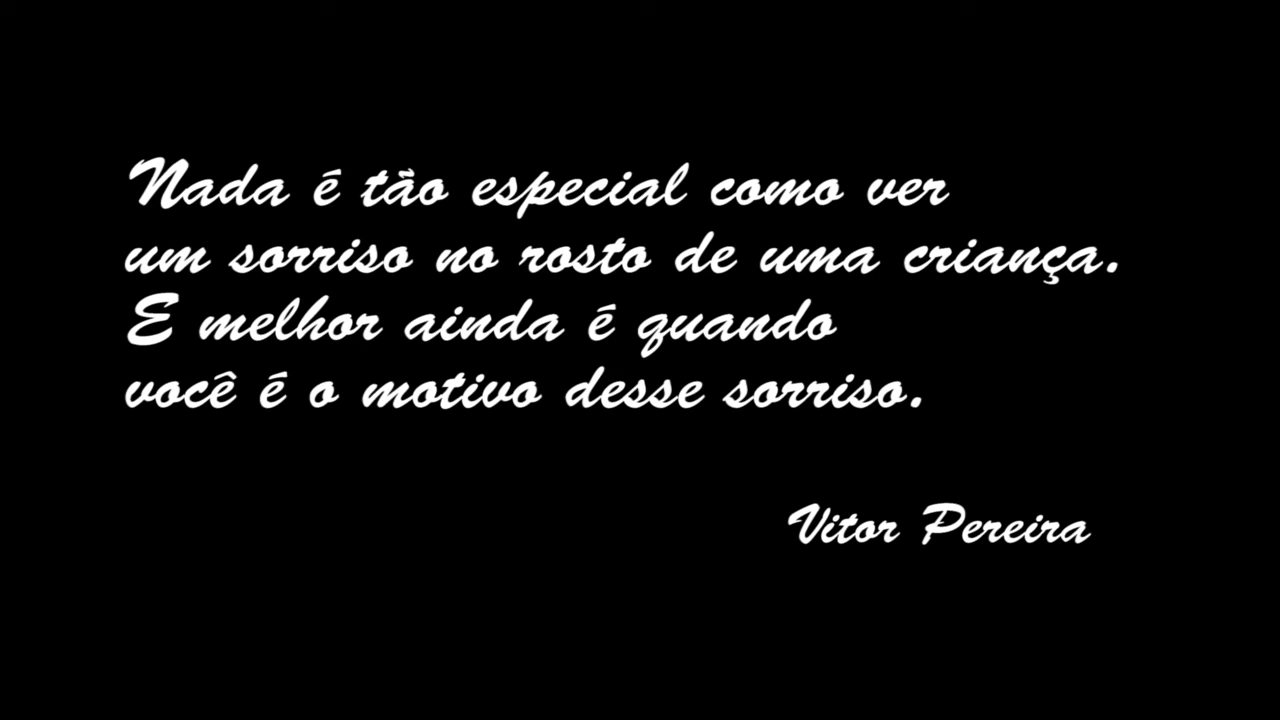 Nada é tão especial como ver
um sorriso no rosto de uma criança.
E melhor ainda é quando
você é o motivo desse sorriso.
Vitor Pereira